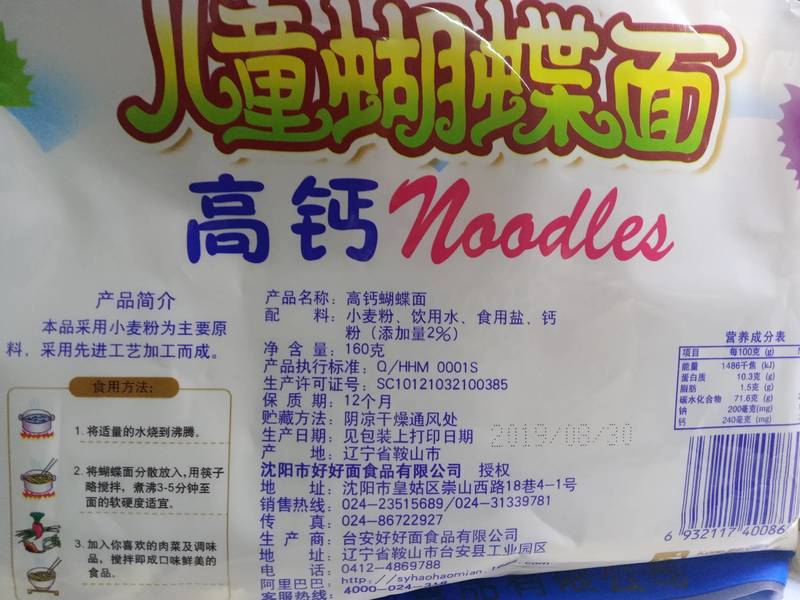 儿童蝴蝶面
高钙Noodles
产品简介
本品采用小麦粉为主要原
料，采用先进工艺加工而成。
食用方法：
1.将适量的水烧到沸腾。
2.将蝴蝶面分散放入,用筷子
略搅拌，煮沸3-5分钟至
面的软硬度适宜。
3.加入你喜欢的肉菜及调味
品，搅拌即成口味鲜美的
食品。
产品名称：高钙蝴蝶面
配 料：小麦粉、饮用水、食用盐、钙
粉（添加量2%）
净含量：160克
产品执行标准：Q/HHM 0001S
生产许可证号：SC10121032100385
保质期：12个月
贮藏方法：阴凉干燥通风处
生产日期：见包装上打印日期 2019/08/30
产 地：辽宁省鞍山市
沈阳市好好面食品有限公司 授权
地 址：沈阳市皇姑区崇山西路18巷4-1号
销售热线：024-23515689/024-31339781
传 真：024-86722927
生产商：台安好好面食品有限公司
地 址：辽宁省鞍山市台安县工业园区
电 话：0412-4869788
阿里巴巴：http://syhaohaomian.
客服热线：4000-024-
营养成分表
项目 每100克 (g)
能量 1486千焦 (kJ)
蛋白质 10.3克 (g)
脂肪 1.5克 (g)
碳水化合物 71.6克 (g)
钠 200毫克(mg)
钙 240毫克 (mg)
6 932117 40086